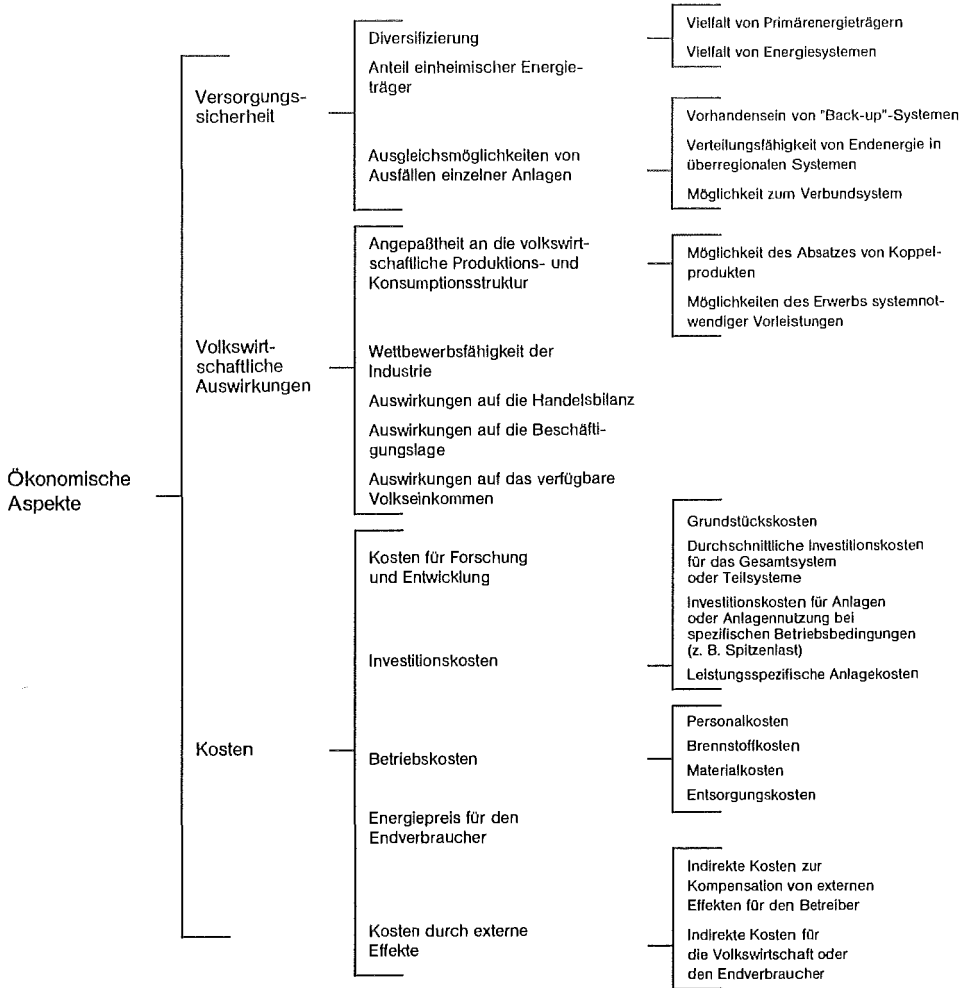 Ökonomische
Aspekte
Versorgungs-
sicherheit
Diversifizierung
Vielfalt von Primärenergieträgern
Vielfalt von Energiesystemen
Anteil einheimischer Energie-
träger
Ausgleichsmöglichkeiten von
Ausfällen einzelner Anlagen
Vorhandensein von "Back-up"-Systemen
Verteilungsfähigkeit von Endenergie in
überregionalen Systemen
Möglichkeit zum Verbundsystem
Volkswirt-
schaftliche
Auswirkungen
Angepaßtheit an die volkswirt-
schaftliche Produktions- und
Konsumptionsstruktur
Möglichkeit des Absatzes von Koppel-
produkten
Möglichkeiten des Erwerbs systemnot-
wendiger Vorleistungen
Wettbewerbsfähigkeit der
Industrie
Auswirkungen auf die Handelsbilanz
Auswirkungen auf die Beschäfti-
gungslage
Auswirkungen auf das verfügbare
Volkseinkommen
Kosten
Kosten für Forschung
und Entwicklung
Investitionskosten
Grundstückskosten
Durchschnittliche Investitionskosten
für das Gesamtsystem
oder Teilsysteme
Investitionskosten für Anlagen
oder Anlagennutzung bei
spezifischen Betriebsbedingungen
(z. B. Spitzenlast)
Leistungsspezifische Anlagekosten
Betriebskosten
Personalkosten
Brennstoffkosten
Materialkosten
Entsorgungskosten
Energiepreis für den
Endverbraucher
Kosten durch externe
Effekte
Indirekte Kosten zur
Kompensation von externen
Effekten für den Betreiber
Indirekte Kosten für
die Volkswirtschaft oder
den Endverbraucher